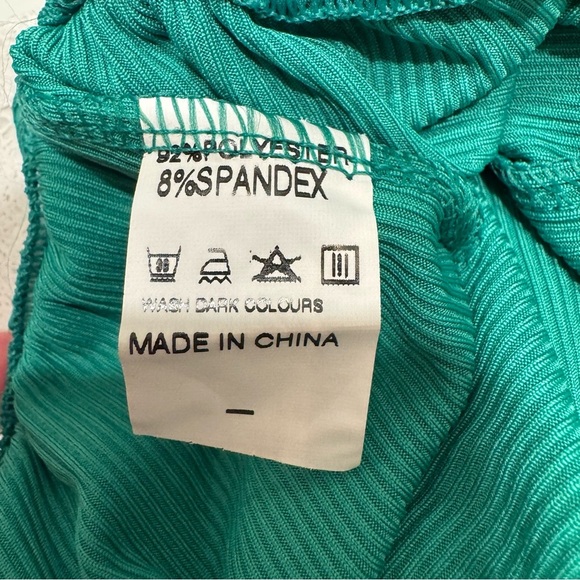 92%POLYESTER
8%SPANDEX
WASH DARK COLOURS
MADE IN CHINA
–